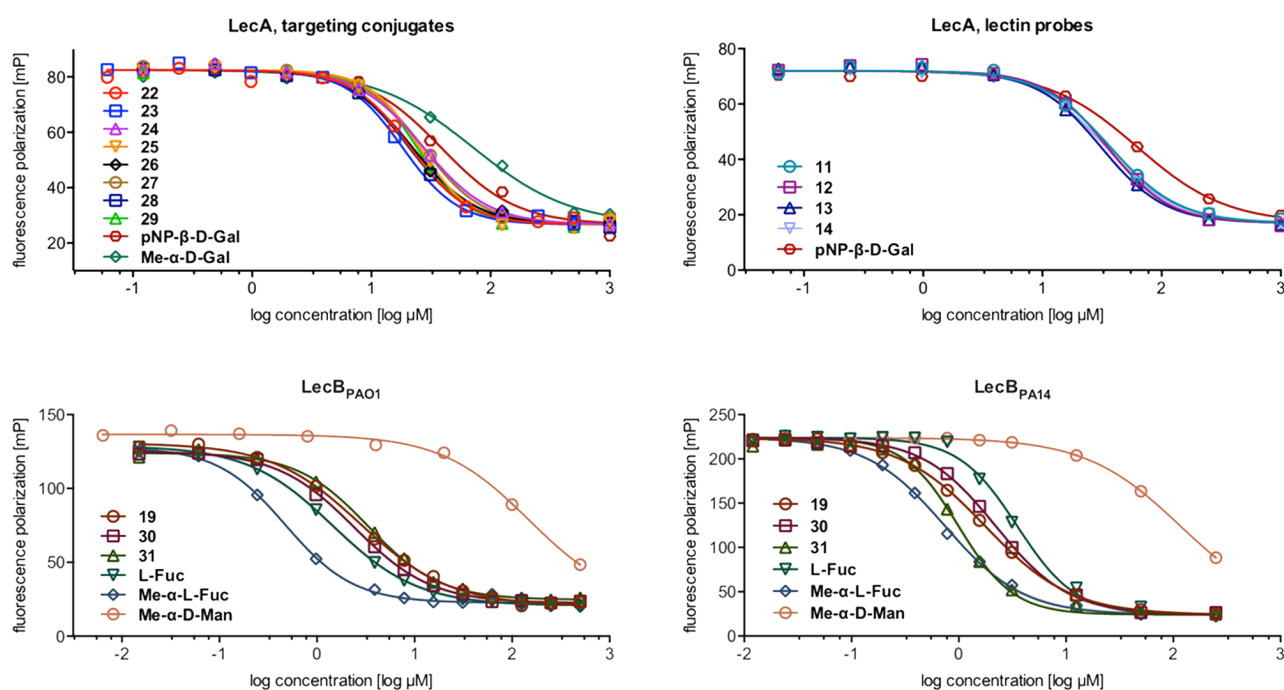 LecA, targeting conjugates
fluorescence polarization [mP]
80
60
40
20
22
23
24
25
26
27
28
29
pNP-β-D-Gal
Me-α-D-Gal
-1
0
1
2
3
log concentration [log µM]
LecA, lectin probes
fluorescence polarization [mP]
80
60
40
20
0
11
12
13
14
pNP-β-D-Gal
-1
0
1
2
3
log concentration [log µM]
LecB PAO1
fluorescence polarization [mP]
150
100
50
0
19
30
31
L-Fuc
Me-α-L-Fuc
Me-α-D-Man
-2
-1
0
1
2
3
log concentration [log µM]
LecB PA14
fluorescence polarization [mP]
250
200
150
100
50
0
19
30
31
L-Fuc
Me-α-L-Fuc
Me-α-D-Man
-2
-1
0
1
2
3
log concentration [log µM]